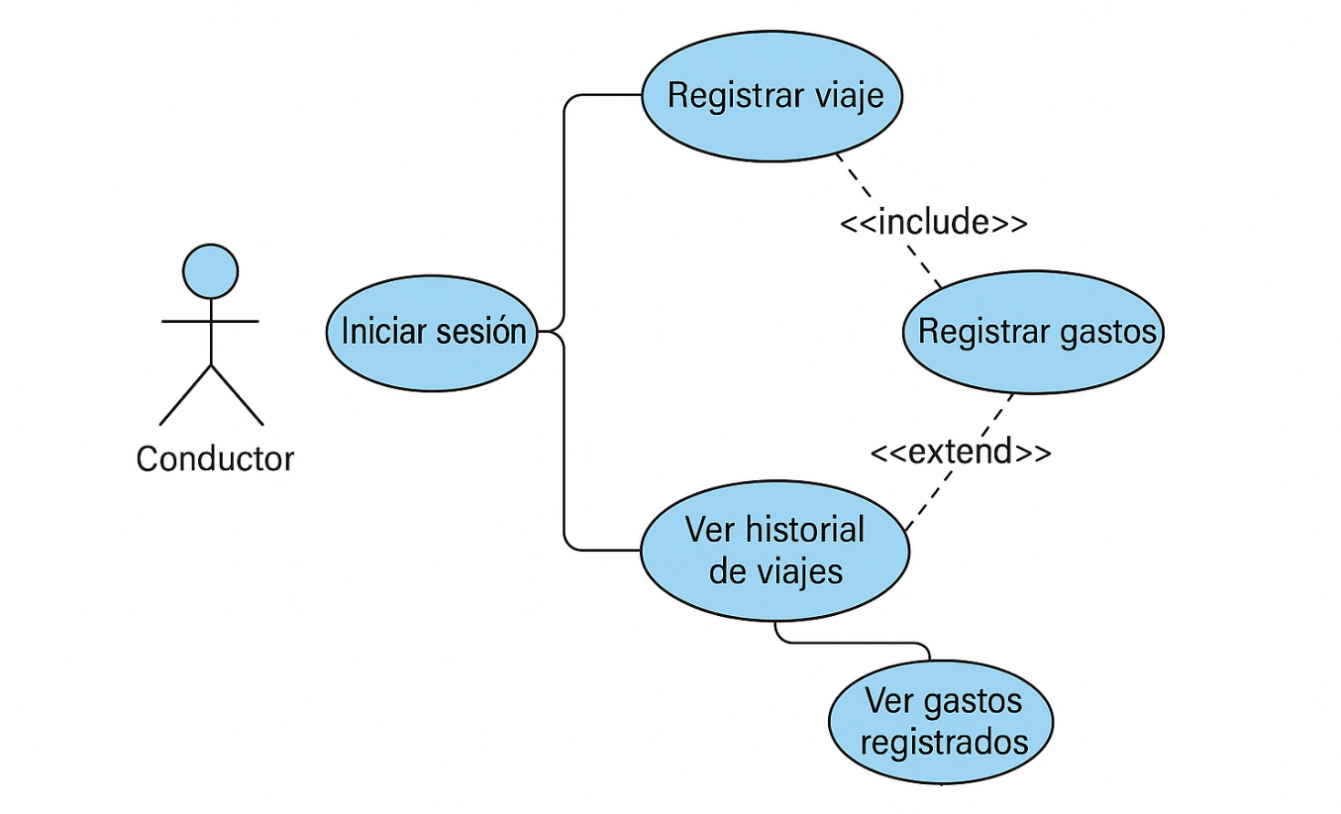 Registrar viaje
<<include>>
Iniciar sesión
Registrar gastos
Conductor
<<extend>>
Ver historial
de viajes
Ver gastos
registrados